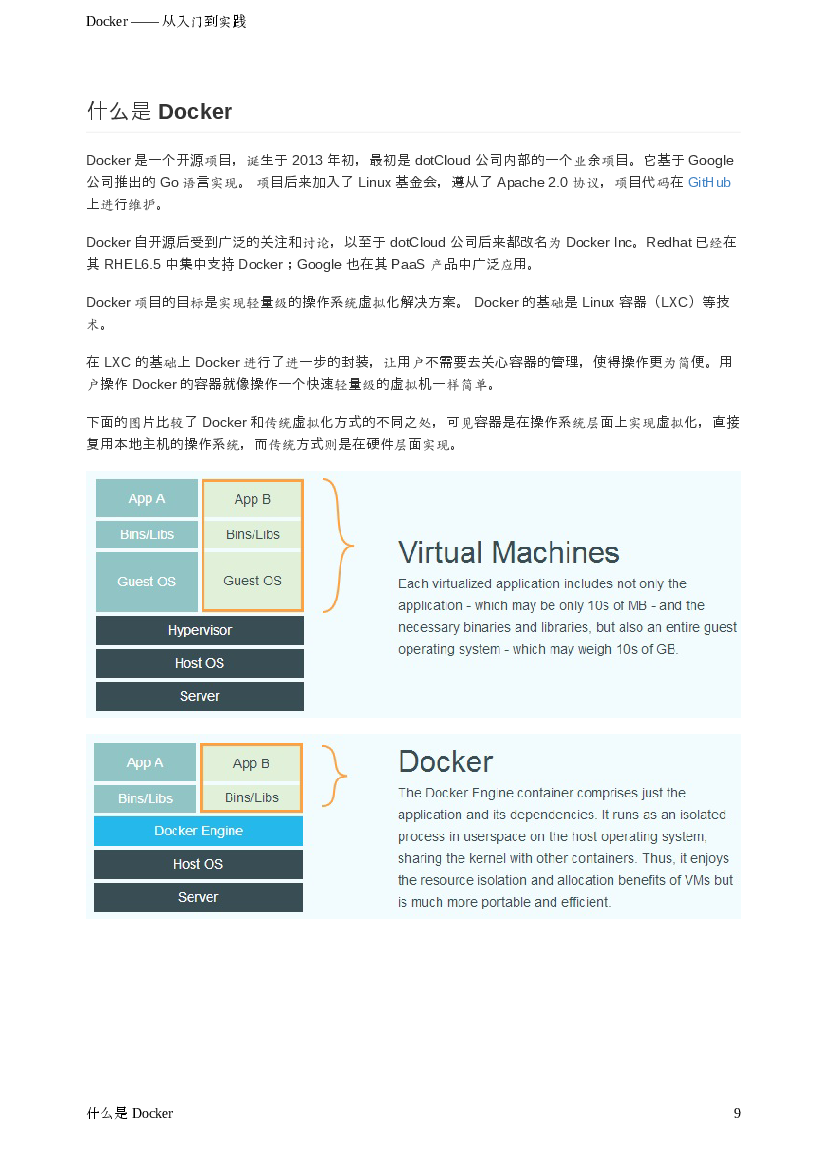 Docker —— 从入门到实践
什么是 Docker
Docker 是一个开源项目，诞生于 2013 年初，最初是 dotCloud 公司内部的一个业余项目。它基于 Google
公司推出的 Go 语言实现。 项目后来加入了 Linux 基金会，遵从了 Apache 2.0 协议，项目代码在 GitHub
上进行维护。
Docker 自开源后受到广泛的关注和讨论，以至于 dotCloud 公司后来都改名为 Docker Inc。Redhat 已经在
其 RHEL6.5 中集中支持 Docker；Google 也在其 PaaS 产品中广泛应用。
Docker 项目的目标是实现轻量级的操作系统虚拟化解决方案。 Docker 的基础是 Linux 容器（LXC）等技
术。
在 LXC 的基础上 Docker 进行了进一步的封装，让用户不需要去关心容器的管理，使得操作更为简便。用
户操作 Docker 的容器就像操作一个快速轻量级的虚拟机一样简单。
下面的图片比较了 Docker 和传统虚拟化方式的不同之处，可见容器是在操作系统层面上实现虚拟化，直接
复用本地主机的操作系统，而传统方式则是在硬件层面实现。
App A
App B
Bins/Libs
Bins/Libs
Guest OS
Guest OS
Hypervisor
Host OS
Server
Virtual Machines
Each virtualized application includes not only the
application - which may be only 10s of MB - and the
necessary binaries and libraries, but also an entire guest
operating system - which may weigh 10s of GB.
App A
App B
Bins/Libs
Bins/Libs
Docker Engine
Host OS
Server
Docker
The Docker Engine container comprises just the
application and its dependencies. It runs as an isolated
process in userspace on the host operating system,
sharing the kernel with other containers. Thus, it enjoys
the resource isolation and allocation benefits of VMs but
is much more portable and efficient.
什么是 Docker
9